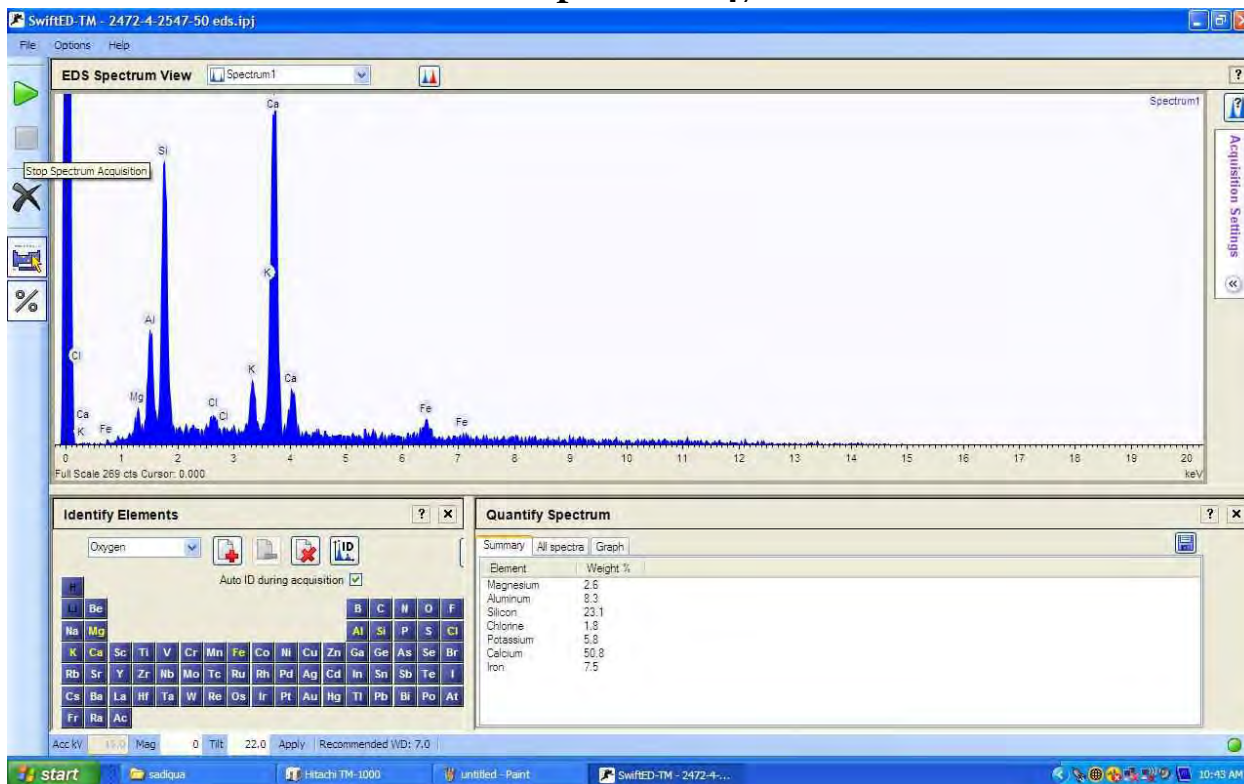 SwiftED-TM - 2472-4-2547-50 eds.ipj
File Options Help
EDS Spectrum View Spectrum1 ?
Spectrum1 ?
Acquisition Settings
Stop Spectrum Acquisition
Ca
Si
K
Al
Cl
K
Ca
Mg
Cl
Cl
Fe
Ca
K
Fe
Fe
0 1 2 3 4 5 6 7 8 9 10 11 12 13 14 15 16 17 18 19 20
Full Scale 269 cts Cursor: 0.000 keV
%
Identify Elements ? X
Oxygen ID
Auto ID during acquisition
H
Li Be B C N O F
Na Mg Al Si P S Cl
K Ca Sc Ti V Cr Mn Fe Co Ni Cu Zn Ga Ge As Se Br
Rb Sr Y Zr Nb Mo Tc Ru Rh Pd Ag Cd In Sn Sb Te I
Cs Ba La Hf Ta W Re Os Ir Pt Au Hg Tl Pb Bi Po At
Fr Ra Ac
Quantify Spectrum ? X
Summary All spectra Graph
Element Weight %
Magnesium 2.6
Aluminum 8.3
Silicon 23.1
Chlorine 1.8
Potassium 5.8
Calcium 50.8
Iron 7.5
Acc kV 15.0 Mag 0 Tilt 22.0 Apply Recommended WD: 7.0
start sadiqua Hitachi TM-1000 untitled - Paint SwiftED-TM - 2472-4-... 10:43 AM